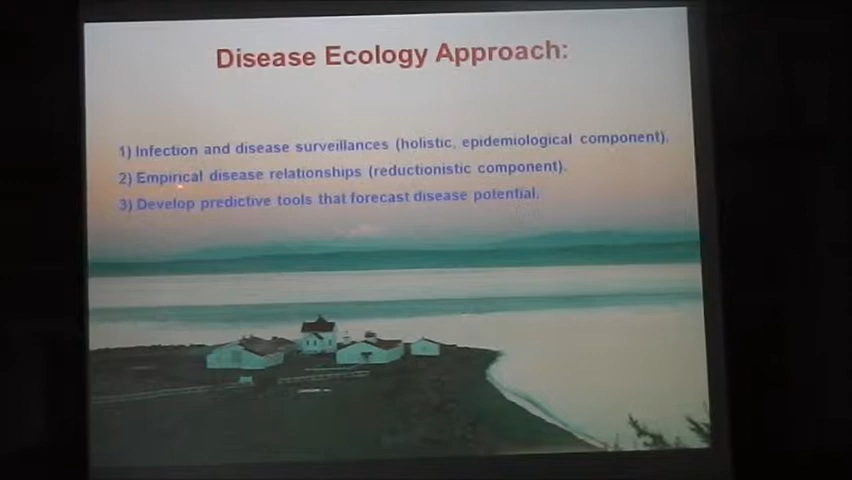 Disease Ecology Approach:
1) Infection and disease surveillances (holistic, epidemiological component).
2) Empirical disease relationships (reductionistic component).
3) Develop predictive tools that forecast disease potential.